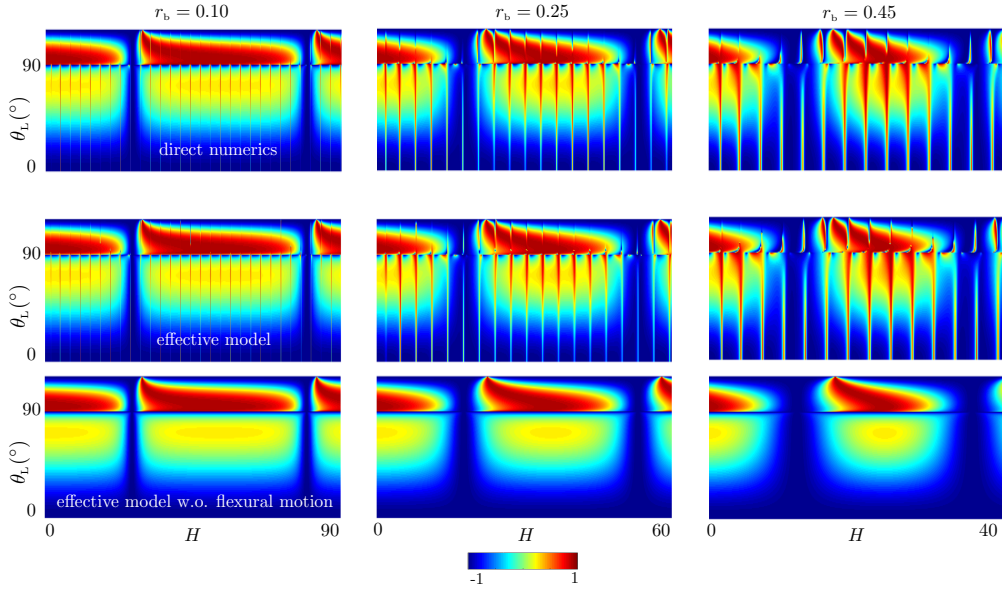 r_b = 0.10
r_b = 0.25
r_b = 0.45
90
θ_L(°)
0
direct numerics
90
θ_L(°)
0
effective model
90
θ_L(°)
0
effective model w.o. flexural motion
0 H 90
0 H 60
0 H 40
-1 1